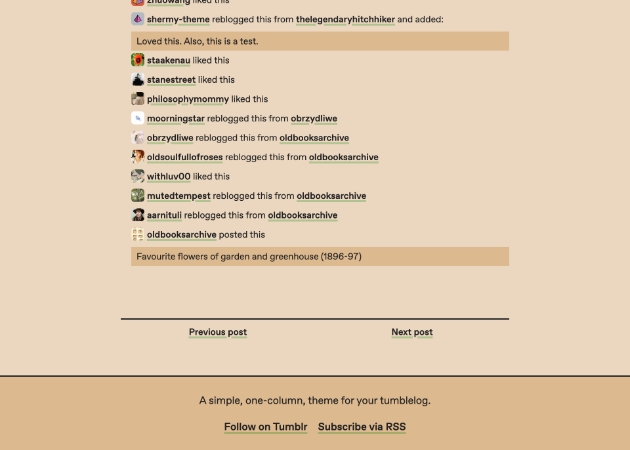 zhuowang liked this
shermy-theme reblogged this from thelegendaryhitchhiker and added:
Loved this. Also, this is a test.
staakenau liked this
stanestreet liked this
philosophymommy liked this
moorningstar reblogged this from obrzydliwe
obrzydliwe reblogged this from oldbooksarchive
oldsoulfullofroses reblogged this from oldbooksarchive
withluv00 liked this
mutedtempest reblogged this from oldbooksarchive
aarnituli reblogged this from oldbooksarchive
oldbooksarchive posted this
Favourite flowers of garden and greenhouse (1896-97)
Previous post Next post
A simple, one-column, theme for your tumblelog.
Follow on Tumblr Subscribe via RSS